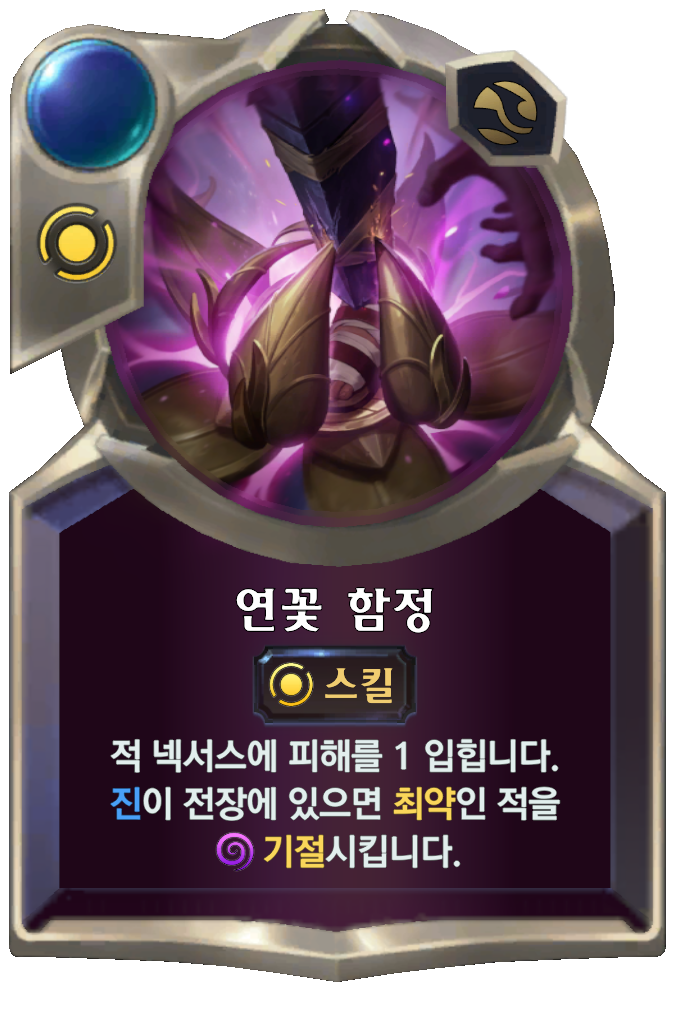 연꽃 함정
스킬
적 넥서스에 피해를 1 입힙니다.
진이 전장에 있으면 최약인 적을
기절시킵니다.